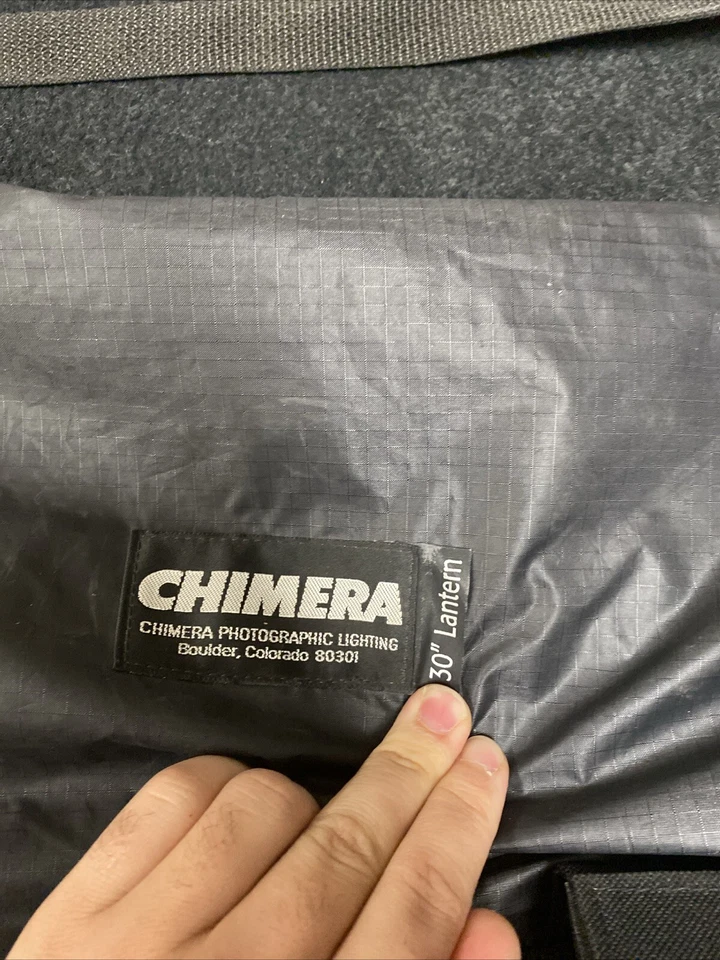 CHIMERA
CHIMERA PHOTOGRAPHIC LIGHTING
Boulder, Colorado 80301
30" Lantern